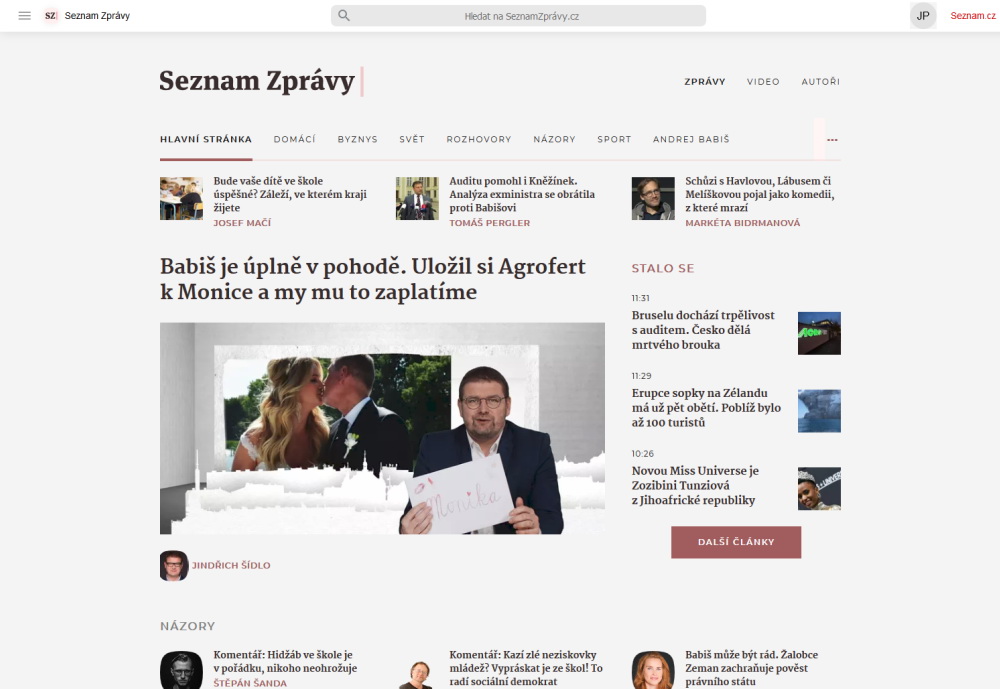 SZ Seznam Zprávy
Hledat na SeznamZprávy.cz
JP
Seznam.cz
Seznam Zprávy
ZPRÁVY VIDEO AUTOŘI
HLAVNÍ STRÁNKA DOMÁCÍ BYZNYS SVĚT ROZHOVORY NÁZORY SPORT ANDREJ BABIŠ
Bude vaše dítě ve škole
úspěšné? Záleží, ve kterém kraji
žijete
JOSEF MAČÍ
Auditu pomohl i Kněžínek.
Analýza exministra se obrátila
proti Babišovi
TOMÁŠ PERGLER
Schůzi s Havlovou, Lábusem či
Melíškovou pojal jako komedii,
z které mrazí
MARKÉTA BIDRMANOVÁ
Babiš je úplně v pohodě. Uložil si Agrofert
k Monice a my mu to zaplatíme
Monika
JINDŘICH ŠÍDLO
STALO SE
11:31
Bruselu dochází trpělivost
s auditem. Česko dělá
mrtvého brouka
11:29
Erupce sopky na Zélandu
má už pět obětí. Poblíž bylo
až 100 turistů
10:26
Novou Miss Universe je
Zozibini Tunziová
z Jihoafrické republiky
DALŠÍ ČLÁNKY
NÁZORY
Komentář: Hidžáb ve škole je
v pořádku, nikoho neohrožuje
ŠTĚPÁN ŠANDA
Komentář: Kazí zlé neziskovky
mládež? Vypráskat je ze škol! To
radí sociální demokrat
Babiš může být rád. Žalobce
Zeman zachraňuje pověst
právního státu